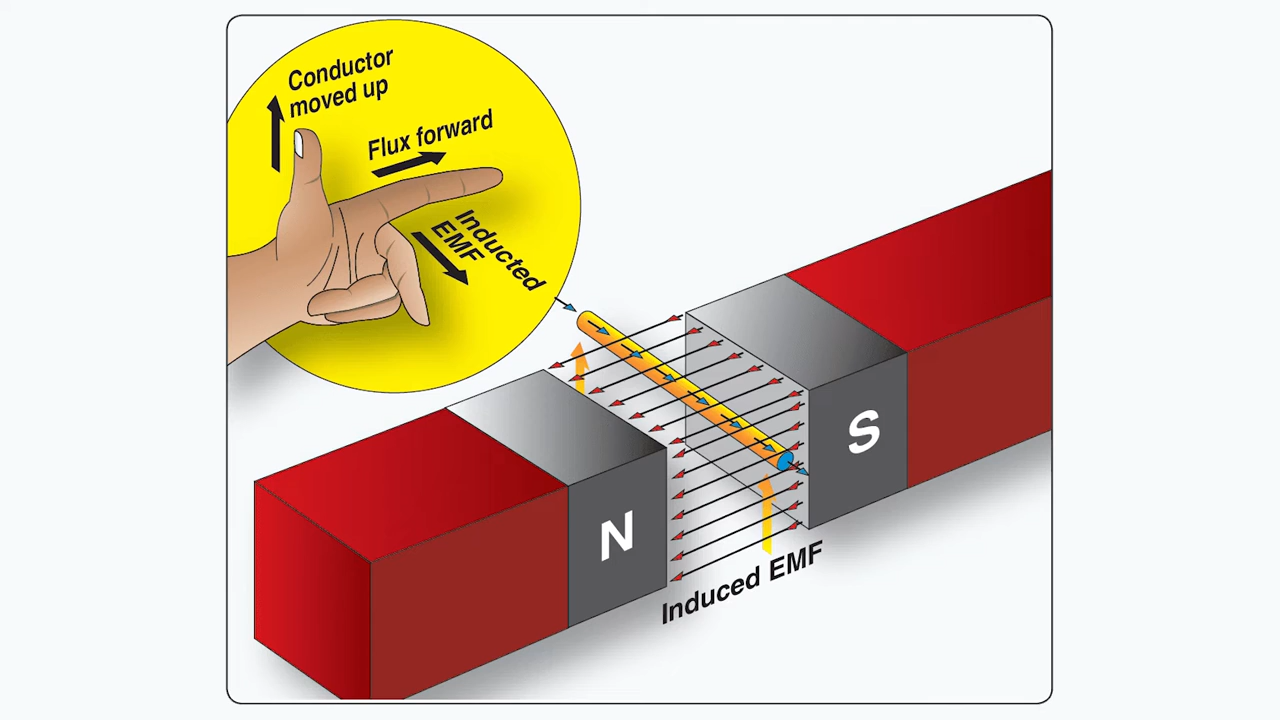 Conductor
moved up
Flux forward
Inducted
EMF
S
N
Induced EMF